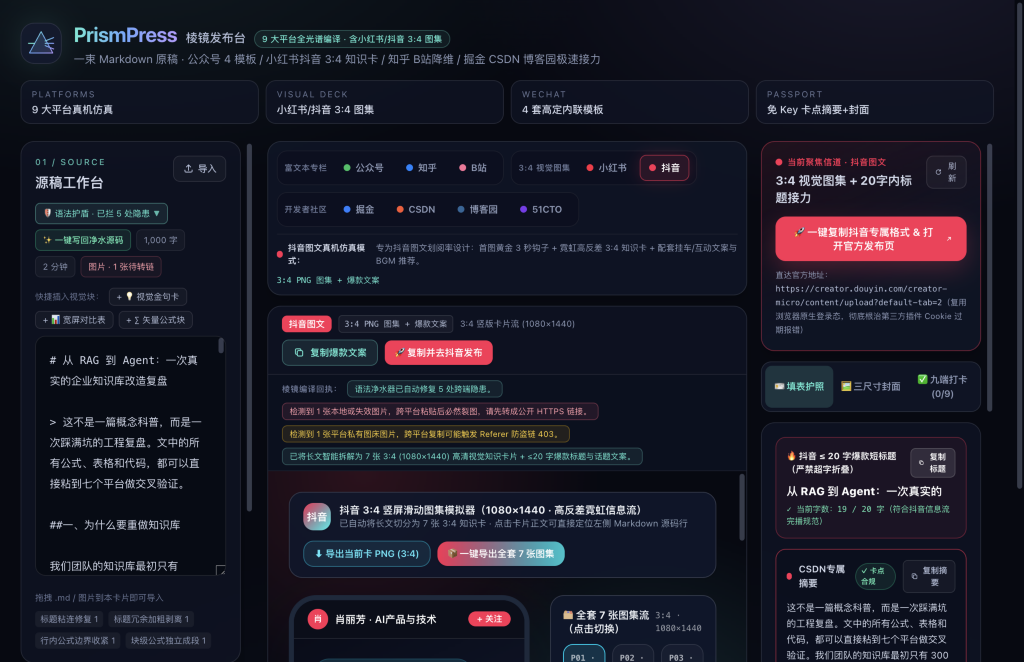 PrismPress 棱镜发布台 9 大平台全光谱编译 · 含小红书/抖音 3:4 图集
一束 Markdown 原稿 · 公众号 4 模板 / 小红书抖音 3:4 知识卡 / 知乎 B站降维 / 掘金 CSDN 博客园极速接力
PLATFORMS
9 大平台真机仿真
VISUAL DECK
小红书/抖音 3:4 图集
WECHAT
4 套高定内联模板
PASSPORT
免 Key 卡点摘要+封面
01 / SOURCE
源稿工作台
导入
语法护盾 · 已拦 5 处隐患 ▼
一键写回净水源码
1,000 字
2 分钟
图片 · 1 张待转链
快捷插入视觉块:
+ 💡 视觉金句卡
+ 📊 宽屏对比表
+ ∑ 矢量公式块
# 从 RAG 到 Agent: 一次真
实的企业知识库改造复盘
> 这不是一篇概念科普，而是一
次踩满坑的工程复盘。文中的所
有公式、表格和代码，都可以直
接粘到七个平台做交叉验证。
##一、为什么要重做知识库
我们团队的知识库最初只有
拖拽 .md / 图片到本卡片即可导入
标题粘连修复 1
标题冗余加粗剥离 1
行内公式边界收紧 1
块级公式独立成段 1
富文本专栏
公众号
知乎
B站
3:4 视觉图集
小红书
抖音
开发者社区
掘金
CSDN
博客园
51CTO
抖音图文真机仿真模
式:
专为抖音图文划阅率设计：首图黄金 3 秒钩子 + 霓虹高反差 3:4 知识卡 + 配套挂车/互动文案与
BGM 推荐。
3:4 PNG 图集 + 爆款文案
抖音图文
3:4 PNG 图集 + 爆款文案
3:4 竖版卡片流 (1080×1440)
复制爆款文案
🚀 复制并去抖音发布
棱镜编译回执:
语法净水器已自动修复 5 处跨端隐患。
检测到 1 张本地或失效图片，跨平台粘贴后必然裂图，请先转成公开 HTTPS 链接。
检测到 1 张平台私有图床图片，跨平台复制可能触发 Referer 防盗链 403。
已将长文智能拆解为 7 张 3:4 (1080×1440) 高清视觉知识卡片 + ≤20字爆款标题与话题文案。
抖音
抖音 3:4 竖屏滑动图集模拟器（1080×1440 · 高反差霓虹信息流）
已自动将长文切分为 7 张 3:4 知识卡 · 点击卡片正文可直接定位左侧 Markdown 源码行
⬇ 导出当前卡 PNG (3:4)
📦 一键导出全套 7 张图集
肖
肖丽芳 · AI产品与技术
+ 关注
全套 7 张图集流
（点击切换）
3:4 ·
1080×1440
P01 ·
P02 ·
P03 ·
当前聚焦信道 · 抖音图文
3:4 视觉图集 + 20字内标
题接力
刷
新
🚀 一键复制抖音专属格式 & 打
开官方发布页
↗
直达官方地址:
https://creator.douyin.com/creator-
micro/content/upload?default-tab=2 (复用
浏览器原生登录态，彻底根治第三方插件 Cookie 过
期报错)
填表护照
三尺寸封面
✅ 九端打卡
(0/9)
🔥 抖音 ≤ 20 字爆款短标题
（严禁超字折叠）
复制
标题
从 RAG 到 Agent：一次真实的
✓ 当前字数: 19 / 20 字 (符合抖音信息流
完播规范)
CSDN专属
摘要
✓ 卡点
合规
复制摘
要
这不是一篇概念科普，而是一次踩满坑
的工程复盘。文中的所有公式、表格和
代码，都可以直接粘到七个平台做交叉
验证。我们团队的知识库最初只有 300